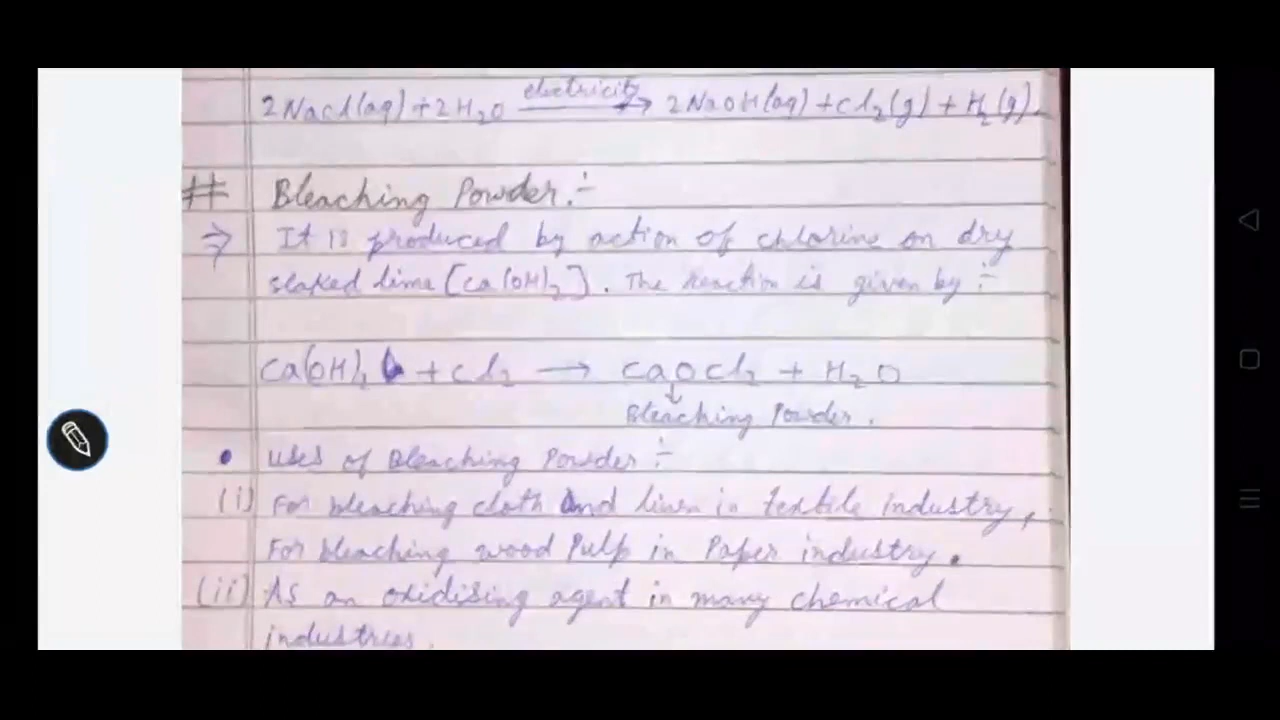 2NaCl(aq) + 2H2O electricity → 2NaOH(aq) + Cl2(g) + H2(g).
# Bleaching Powder :-
⇒ It is produced by action of chlorine on dry
slaked lime [Ca(OH)2]. The reaction is given by :-
Ca(OH)2 + Cl2 → CaOCl2 + H2O
↓
Bleaching Powder.
• Uses of Bleaching Powder :-
(i) For bleaching cloth and linen in textile industry,
For bleaching wood Pulp in Paper industry.
(ii) As an oxidising agent in many chemical
industries.